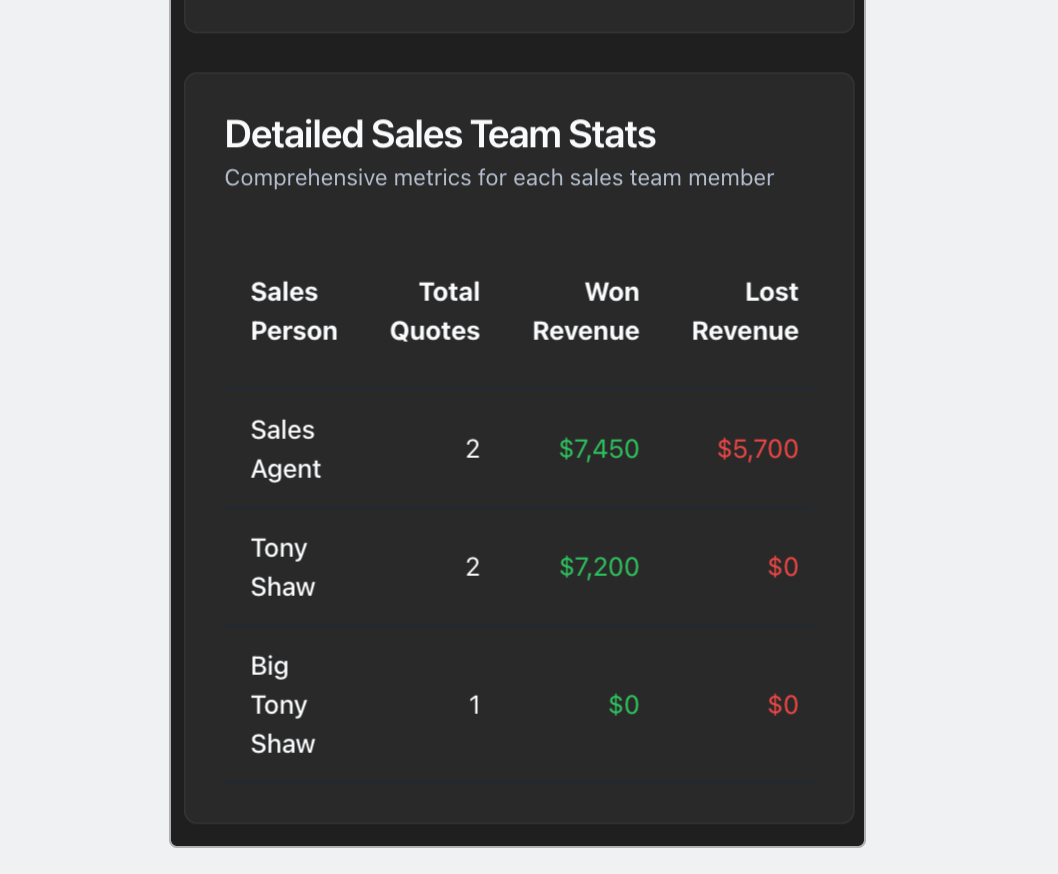 Detailed Sales Team Stats
Comprehensive metrics for each sales team member
Sales Person Total Quotes Won Revenue Lost Revenue
Sales Agent 2 $7,450 $5,700
Tony Shaw 2 $7,200 $0
Big Tony Shaw 1 $0 $0